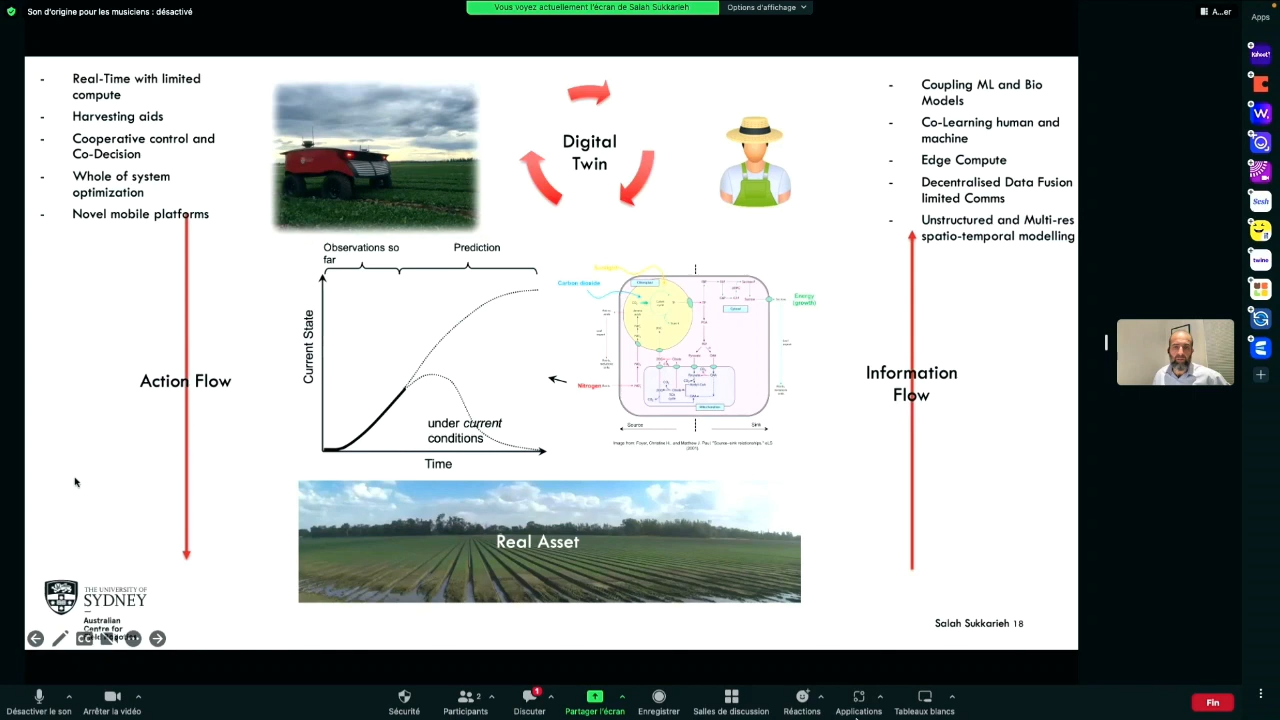 Son d'origine pour les musiciens : désactivé
Vous voyez actuellement l'écran de Salah Sukkarieh
Options d'affichage
A...er
Apps
- Real-Time with limited
compute
- Harvesting aids
- Cooperative control and
Co-Decision
- Whole of system
optimization
- Novel mobile platforms
Digital
Twin
- Coupling ML and Bio
Models
- Co-Learning human and
machine
- Edge Compute
- Decentralised Data Fusion
limited Comms
- Unstructured and Multi-res
spatio-temporal modelling
Observations so
far
Prediction
Current State
under current
conditions
Time
Carbon dioxide
Energy
(growth)
Nitrogen
Source
Sink
Action Flow
Information
Flow
Real Asset
THE UNIVERSITY OF
SYDNEY
Australian
Centre for
Salah Sukkarieh 18
Désactiver le son
Arrêter la vidéo
Sécurité
2
Participants
1
Discuter
Partager l'écran
Enregistrer
Salles de discussion
Réactions
Applications
Tableaux blancs
Fin